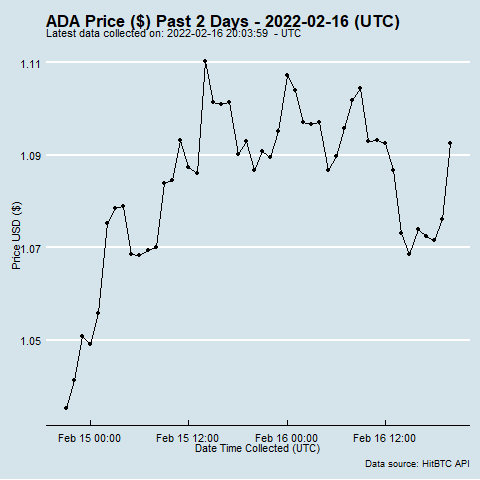 ADA Price ($) Past 2 Days - 2022-02-16 (UTC)
Latest data collected on: 2022-02-16 20:03:59  - UTC
1.11
1.09
1.07
1.05
Price USD ($)
Feb 15 00:00
Feb 15 12:00
Feb 16 00:00
Feb 16 12:00
Date Time Collected (UTC)
Data source: HitBTC API